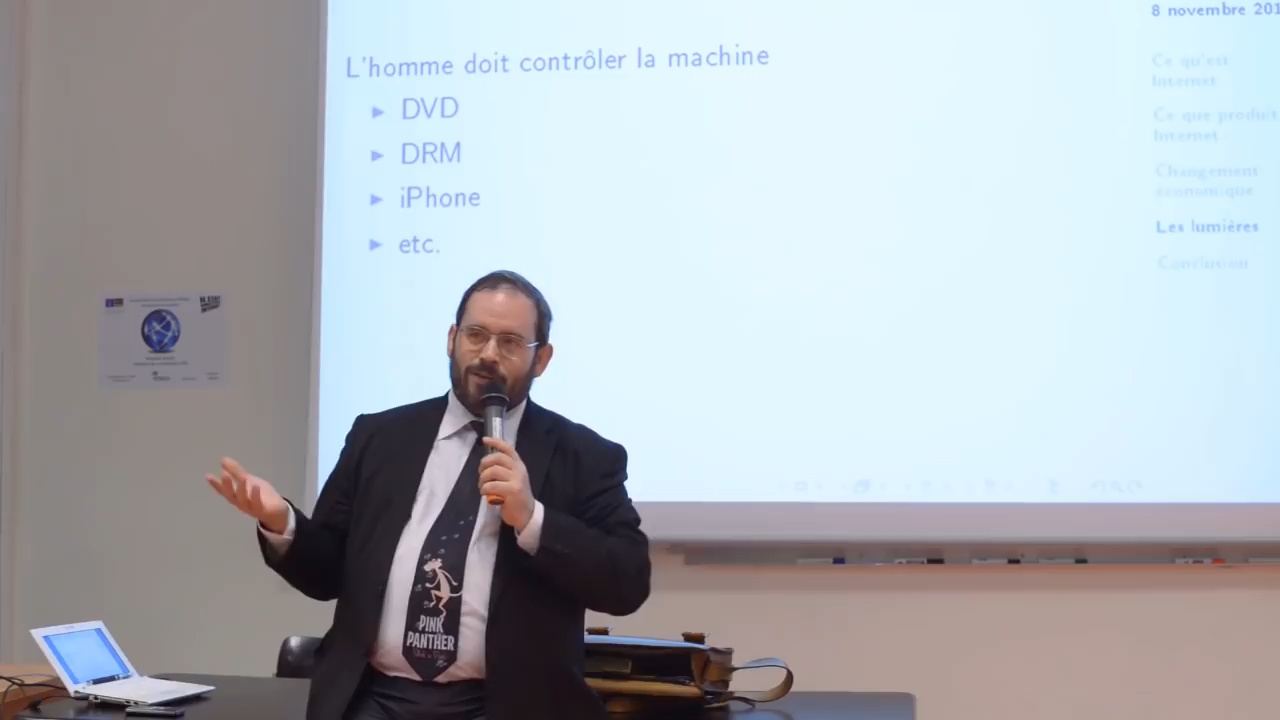 8 novembre 201
L'homme doit contrôler la machine
► DVD
► DRM
► iPhone
► etc.
Ce qu'est
Internet
Ce que produit
Internet
Changement
économique
Les lumières
Conclusion
PINK
PANTHER